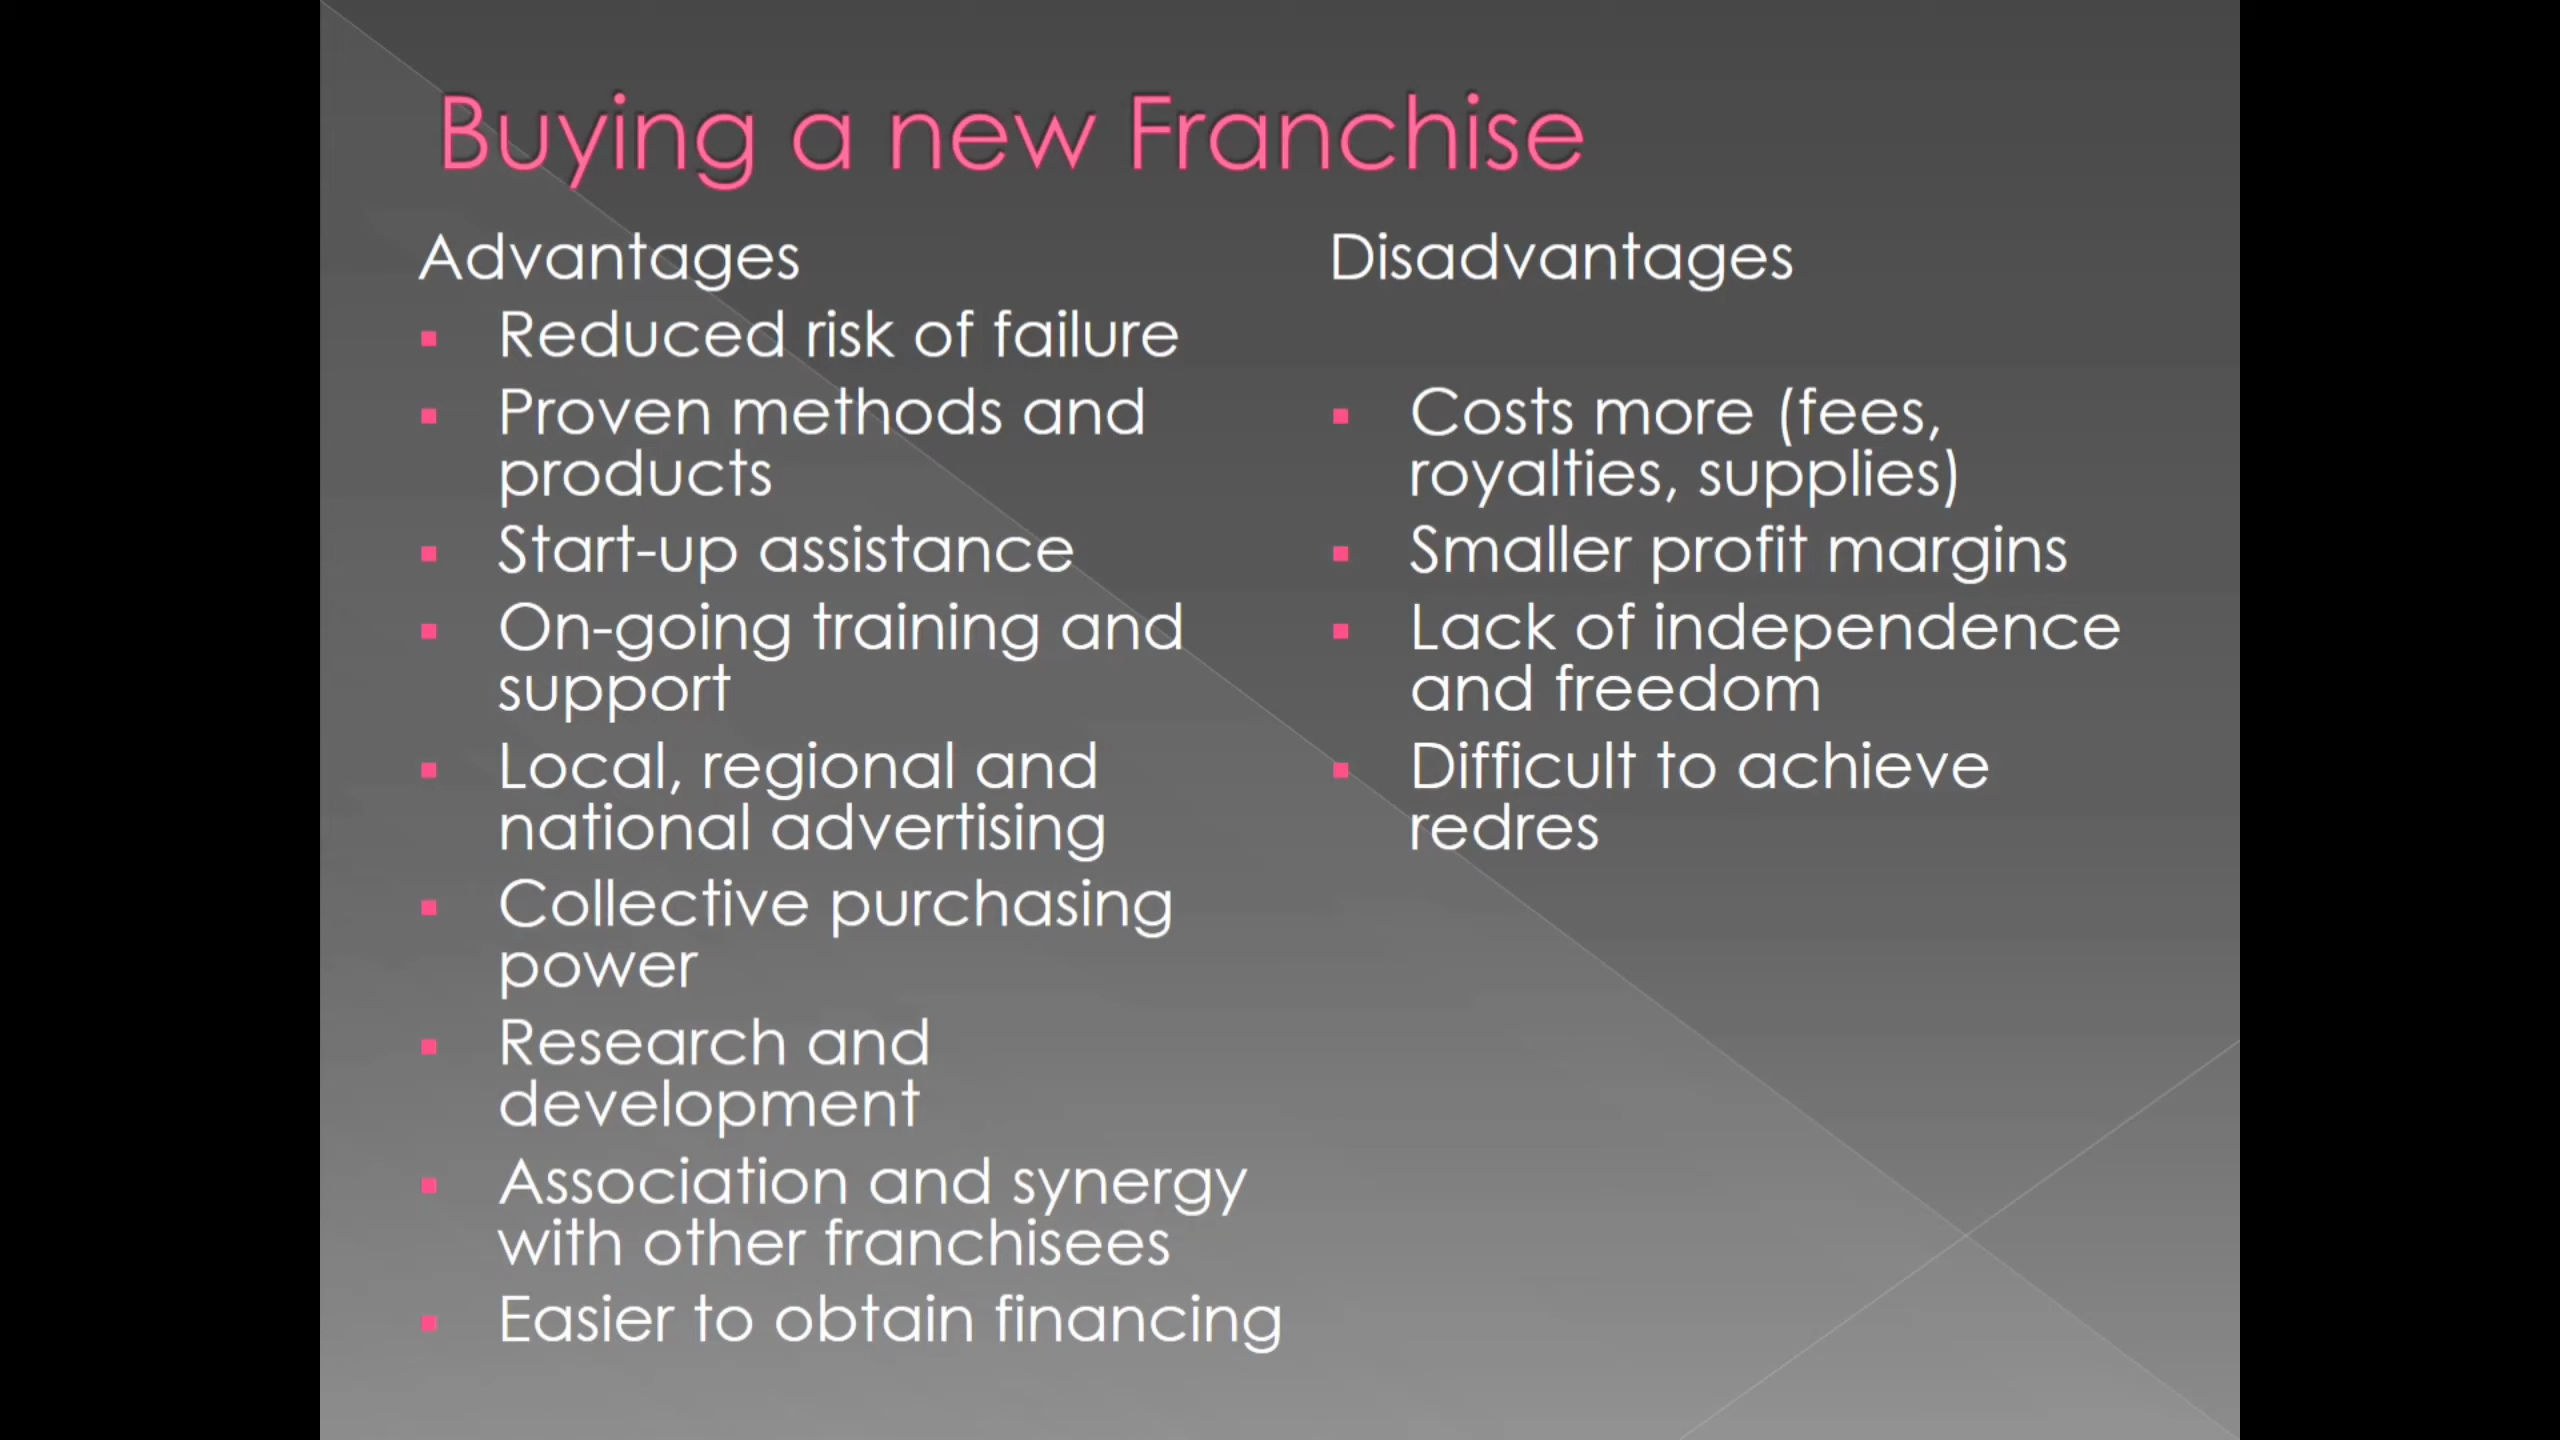 Buying a new Franchise
Advantages
Reduced risk of failure
Proven methods and
products
Start-up assistance
On-going training and
support
Local, regional and
national advertising
Collective purchasing
power
Research and
development
Association and synergy
with other franchisees
Easier to obtain financing
Disadvantages
Costs more (fees,
royalties, supplies)
Smaller profit margins
Lack of independence
and freedom
Difficult to achieve
redres